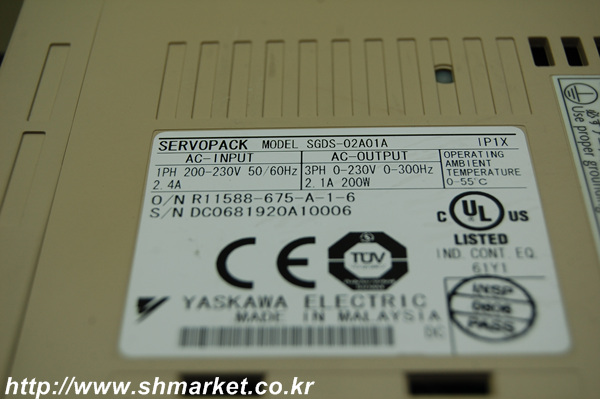 SERVOPACK MODEL SGDS-02A01A IP1X
AC-INPUT
1PH 200-230V 50/60Hz
2.4A
AC-OUTPUT
3PH 0-230V 0-300Hz
2.1A 200W
OPERATING
AMBIENT
TEMPERATURE
0-55°C
O/N R11588-675-A-1-6
S/N DC0681920A10006
CE
TÜV
C UL US
LISTED
IND. CONT. EQ.
61Y1
INSP
0606
PASS
YASKAWA ELECTRIC
MADE IN MALAYSIA
DC
Use proper grounding
http://www.shmarket.co.kr